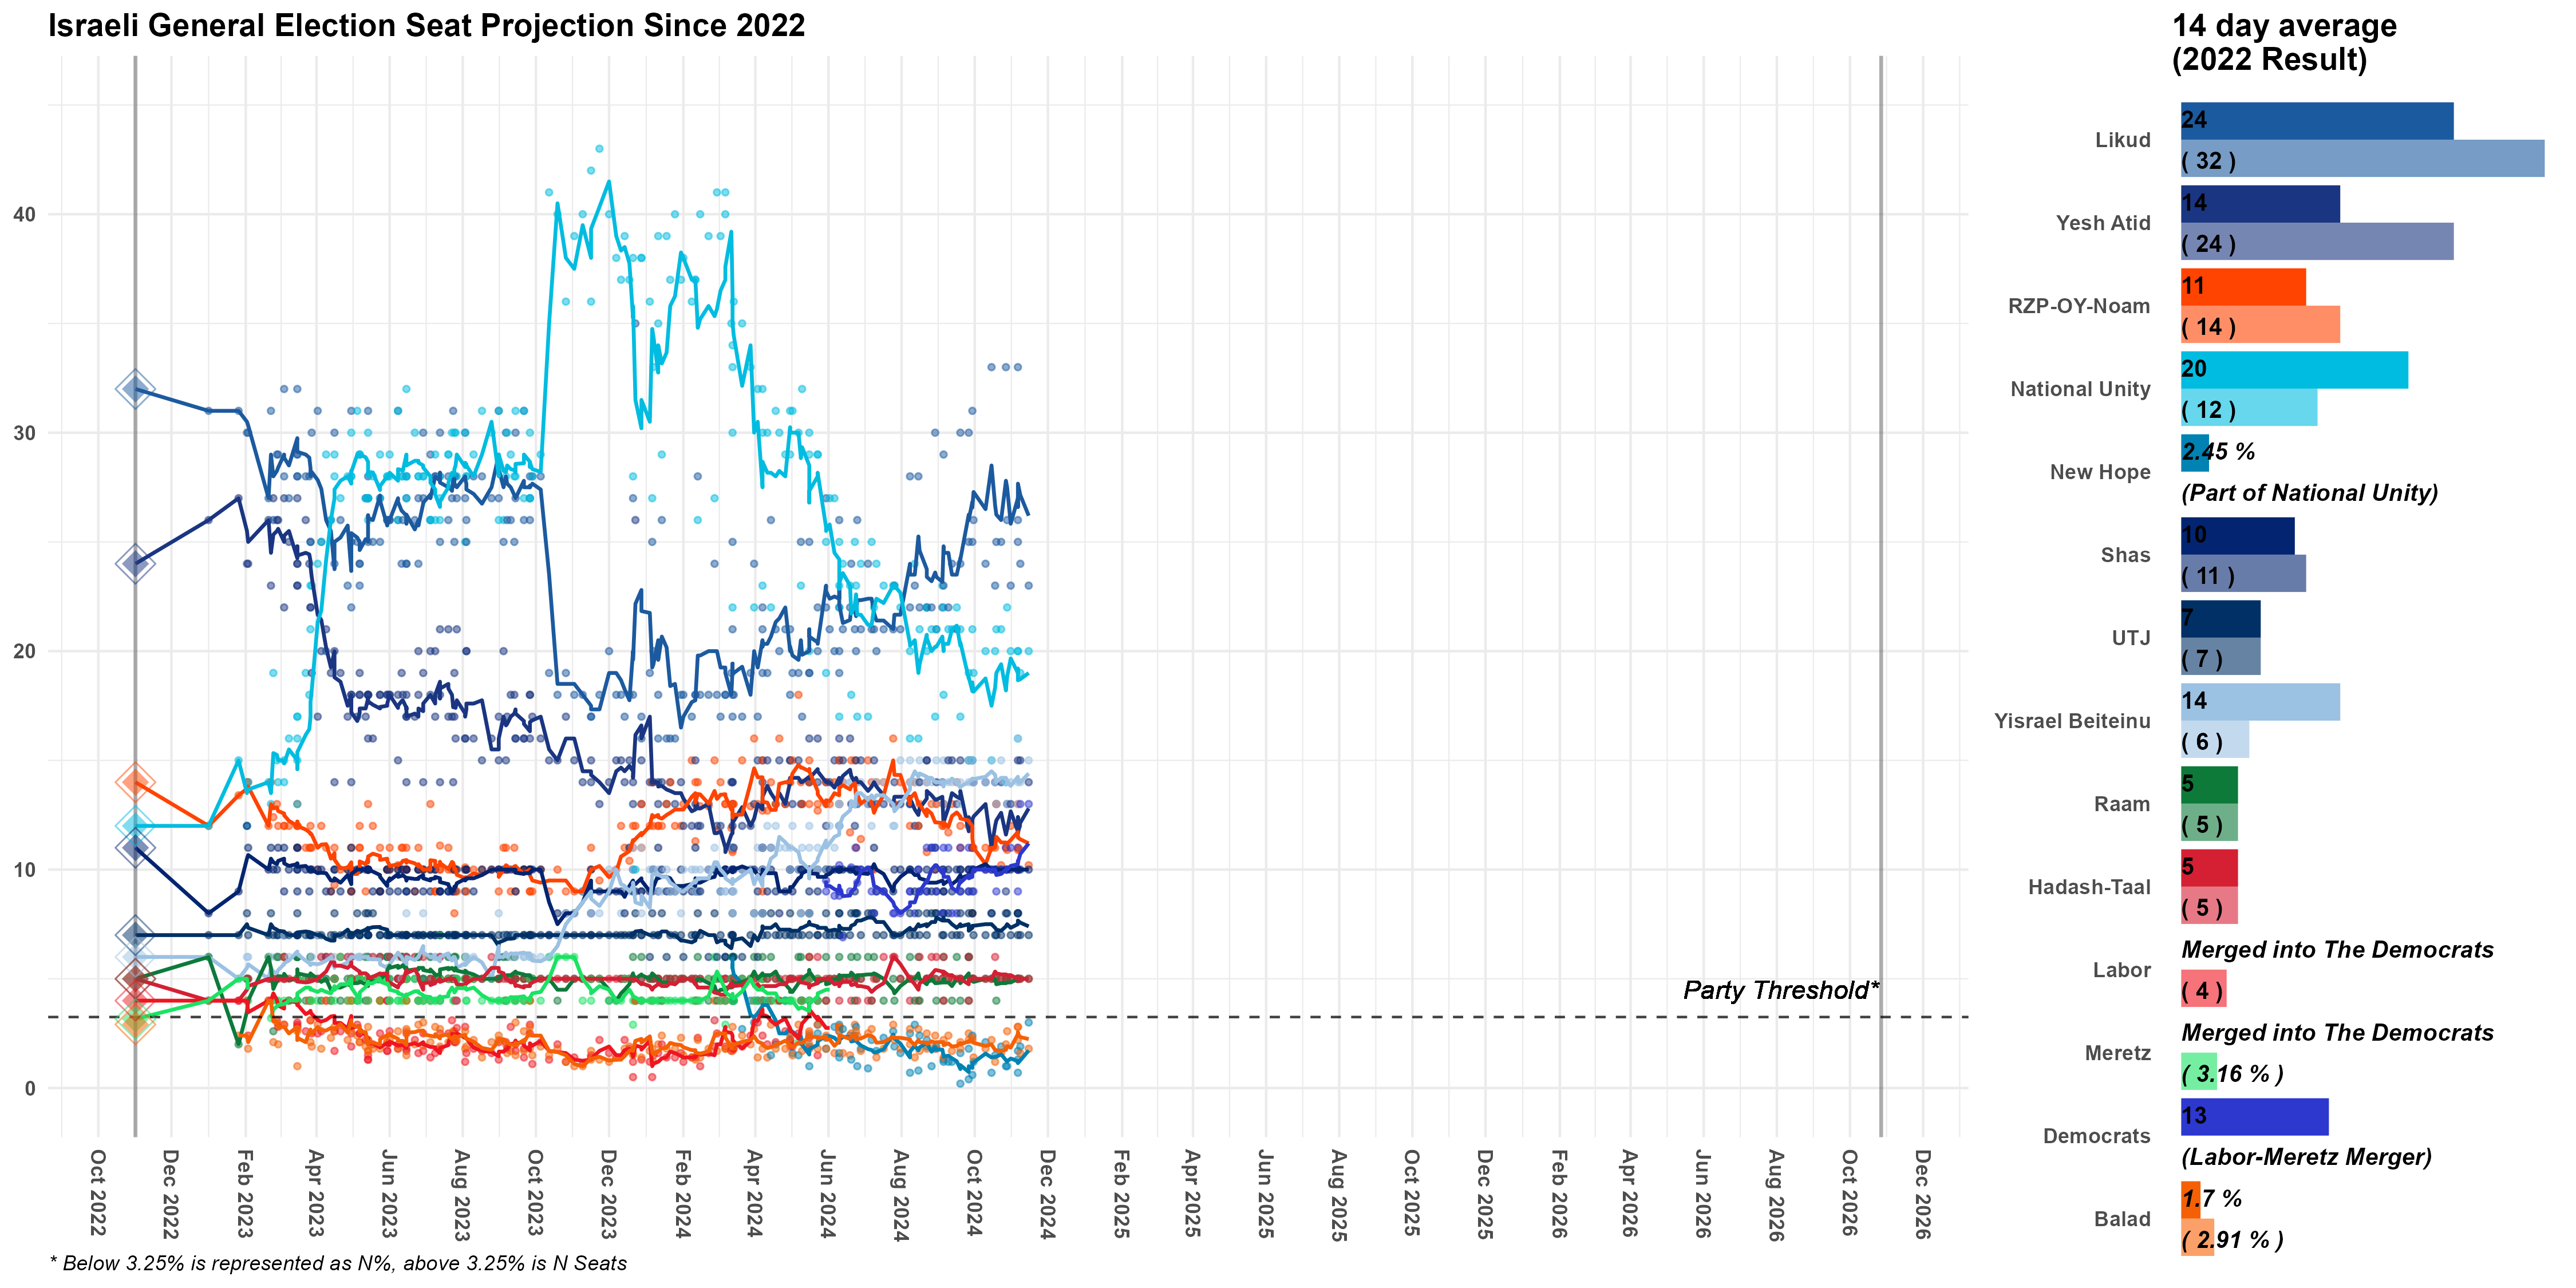 Israeli General Election Seat Projection Since 2022
14 day average
(2022 Result)
40
30
20
10
0
Party Threshold*
Oct 2022
Dec 2022
Feb 2023
Apr 2023
Jun 2023
Aug 2023
Oct 2023
Dec 2023
Feb 2024
Apr 2024
Jun 2024
Aug 2024
Oct 2024
Dec 2024
Feb 2025
Apr 2025
Jun 2025
Aug 2025
Oct 2025
Dec 2025
Feb 2026
Apr 2026
Jun 2026
Aug 2026
Oct 2026
Dec 2026
* Below 3.25% is represented as N%, above 3.25% is N Seats
Likud
24
( 32 )
Yesh Atid
14
( 24 )
RZP-OY-Noam
11
( 14 )
National Unity
20
( 12 )
New Hope
2.45 %
(Part of National Unity)
Shas
10
( 11 )
UTJ
7
( 7 )
Yisrael Beiteinu
14
( 6 )
Raam
5
( 5 )
Hadash-Taal
5
( 5 )
Labor
Merged into The Democrats
( 4 )
Meretz
Merged into The Democrats
( 3.16 % )
Democrats
13
(Labor-Meretz Merger)
Balad
1.7 %
( 2.91 % )